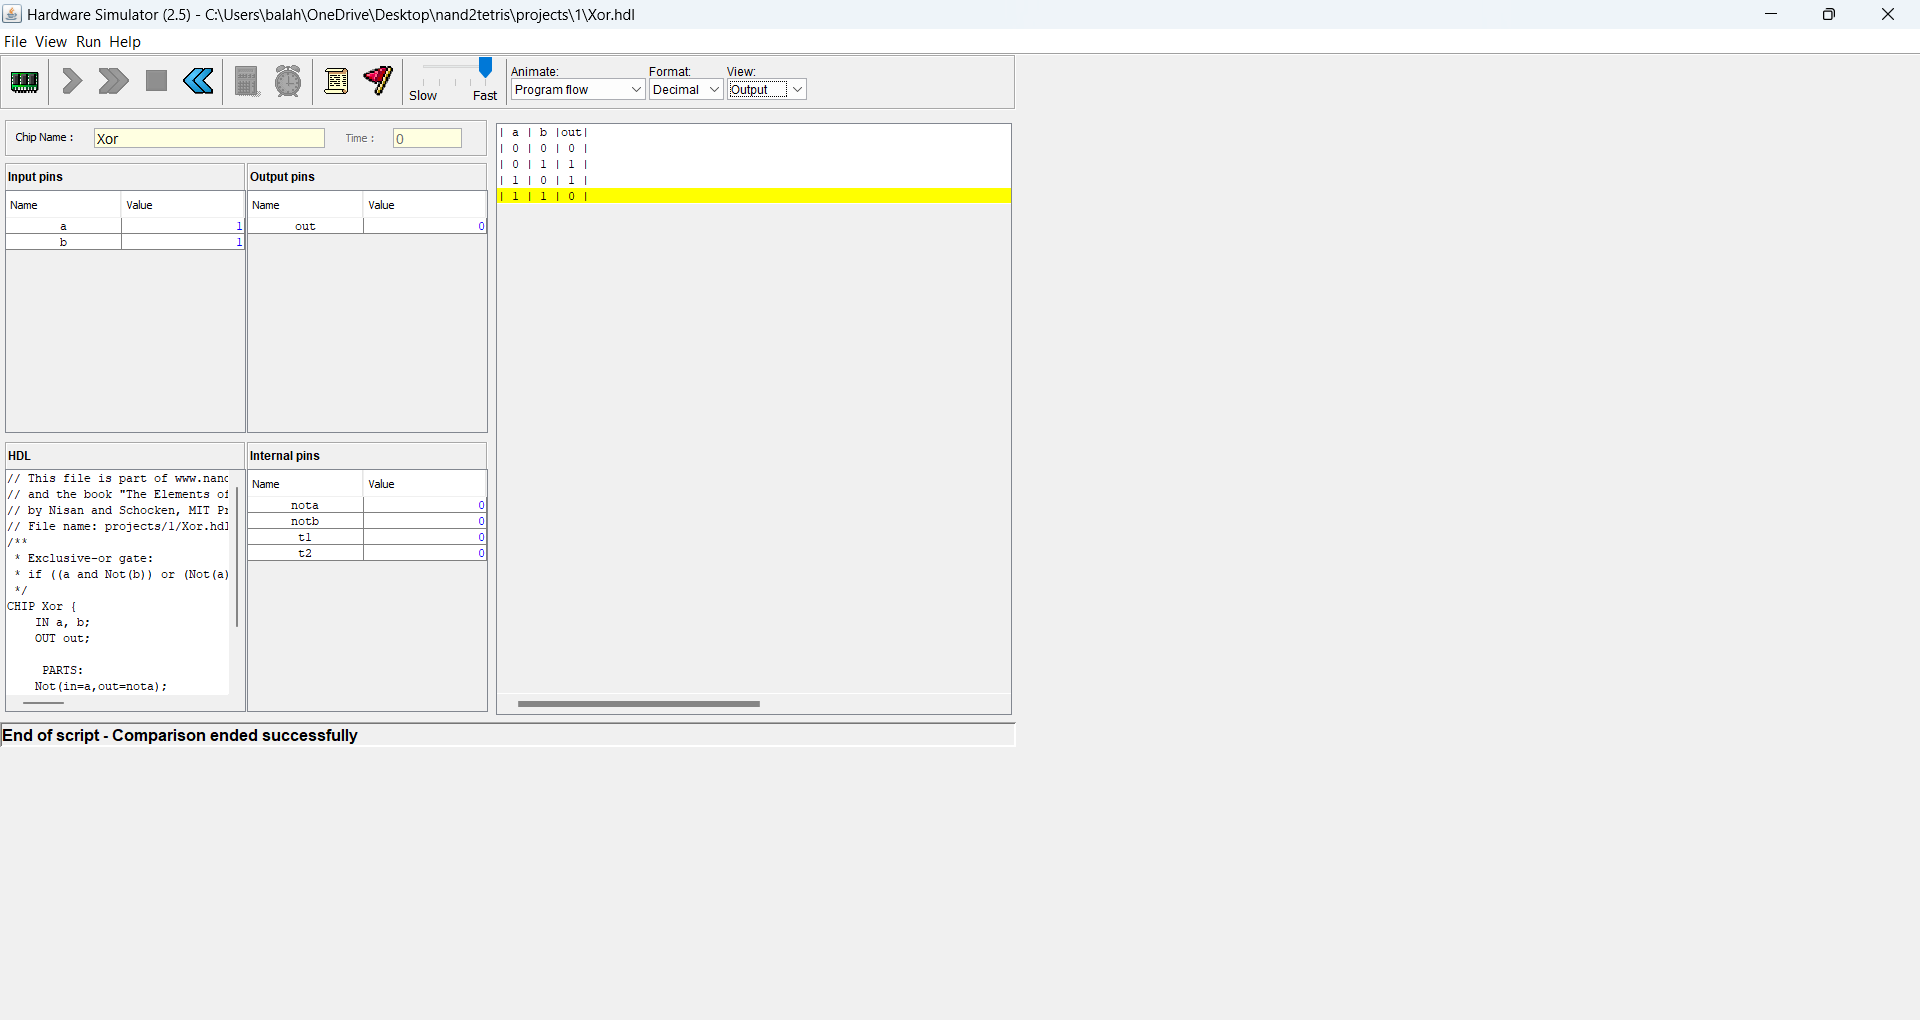 Hardware Simulator (2.5) - C:\Users\balah\OneDrive\Desktop\nand2tetris\projects\1\Xor.hdl
File View Run Help
Slow Fast
Animate: Format: View:
Program flow Decimal Output
Chip Name : Xor Time : 0
Input pins
Name Value
a 1
b 1
Output pins
Name Value
out 0
| a | b |out|
| 0 | 0 | 0 |
| 0 | 1 | 1 |
| 1 | 0 | 1 |
| 1 | 1 | 0 |
HDL
// This file is part of www.nand
// and the book "The Elements of
// by Nisan and Schocken, MIT Pr
// File name: projects/1/Xor.hdl
/**
* Exclusive-or gate:
* if ((a and Not(b)) or (Not(a)
*/
CHIP Xor {
IN a, b;
OUT out;
PARTS:
Not(in=a,out=nota);
Internal pins
Name Value
nota 0
notb 0
t1 0
t2 0
End of script - Comparison ended successfully